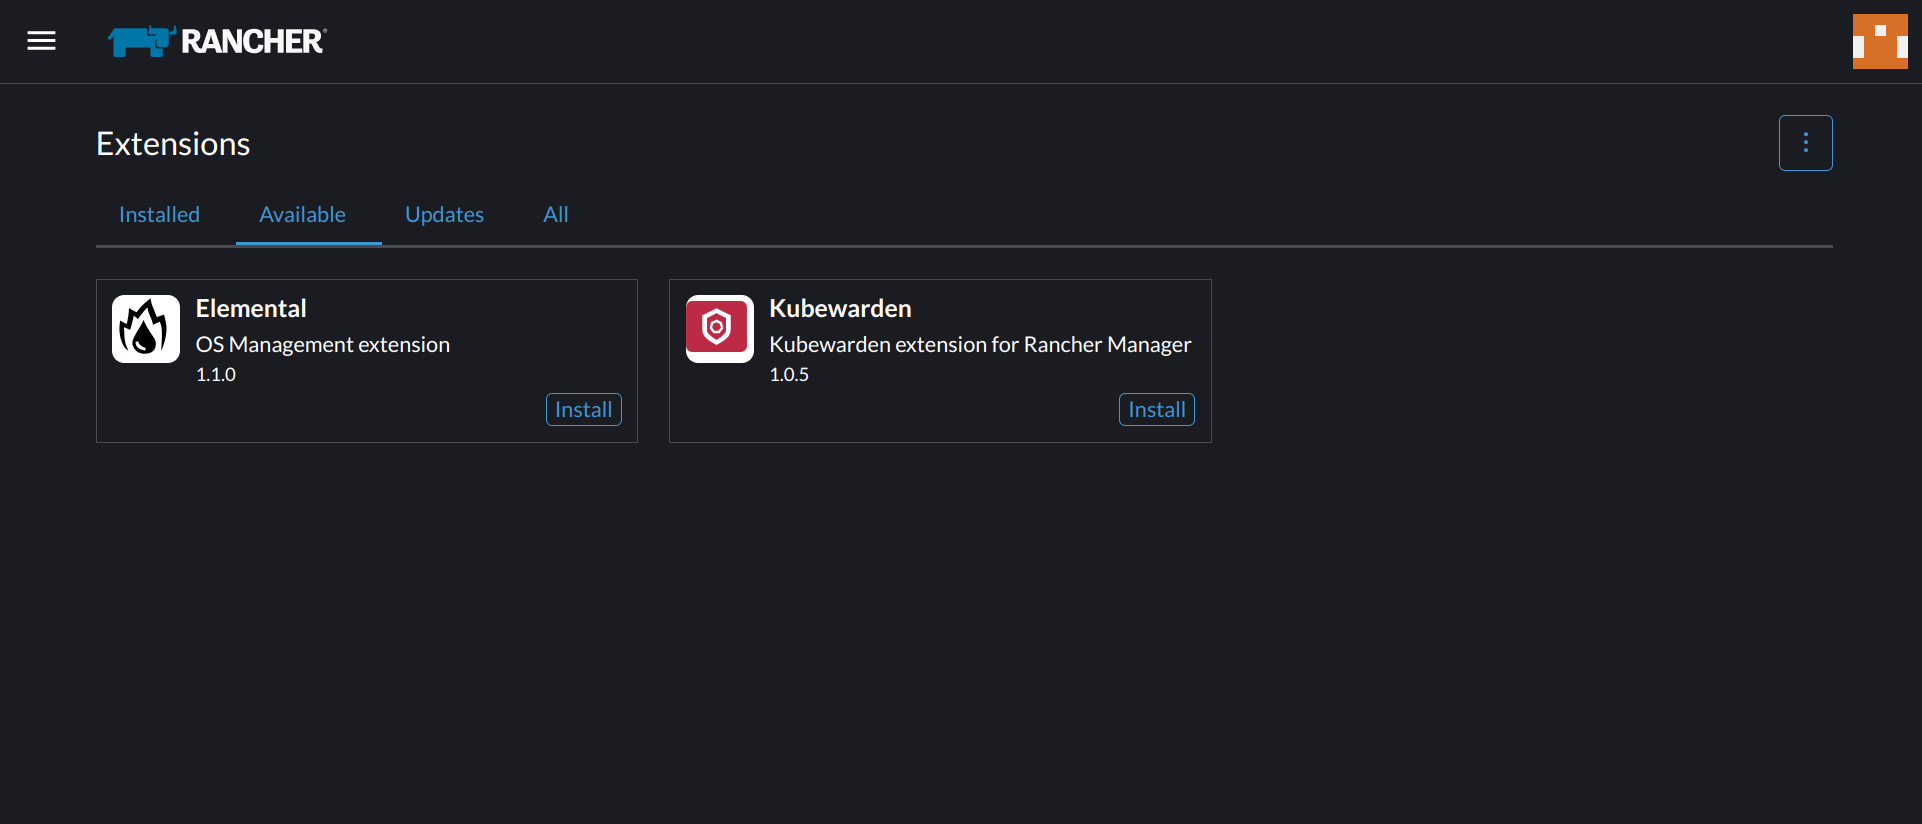 RANCHER®
Extensions
Installed Available Updates All
Elemental
OS Management extension
1.1.0
Install
Kubewarden
Kubewarden extension for Rancher Manager
1.0.5
Install